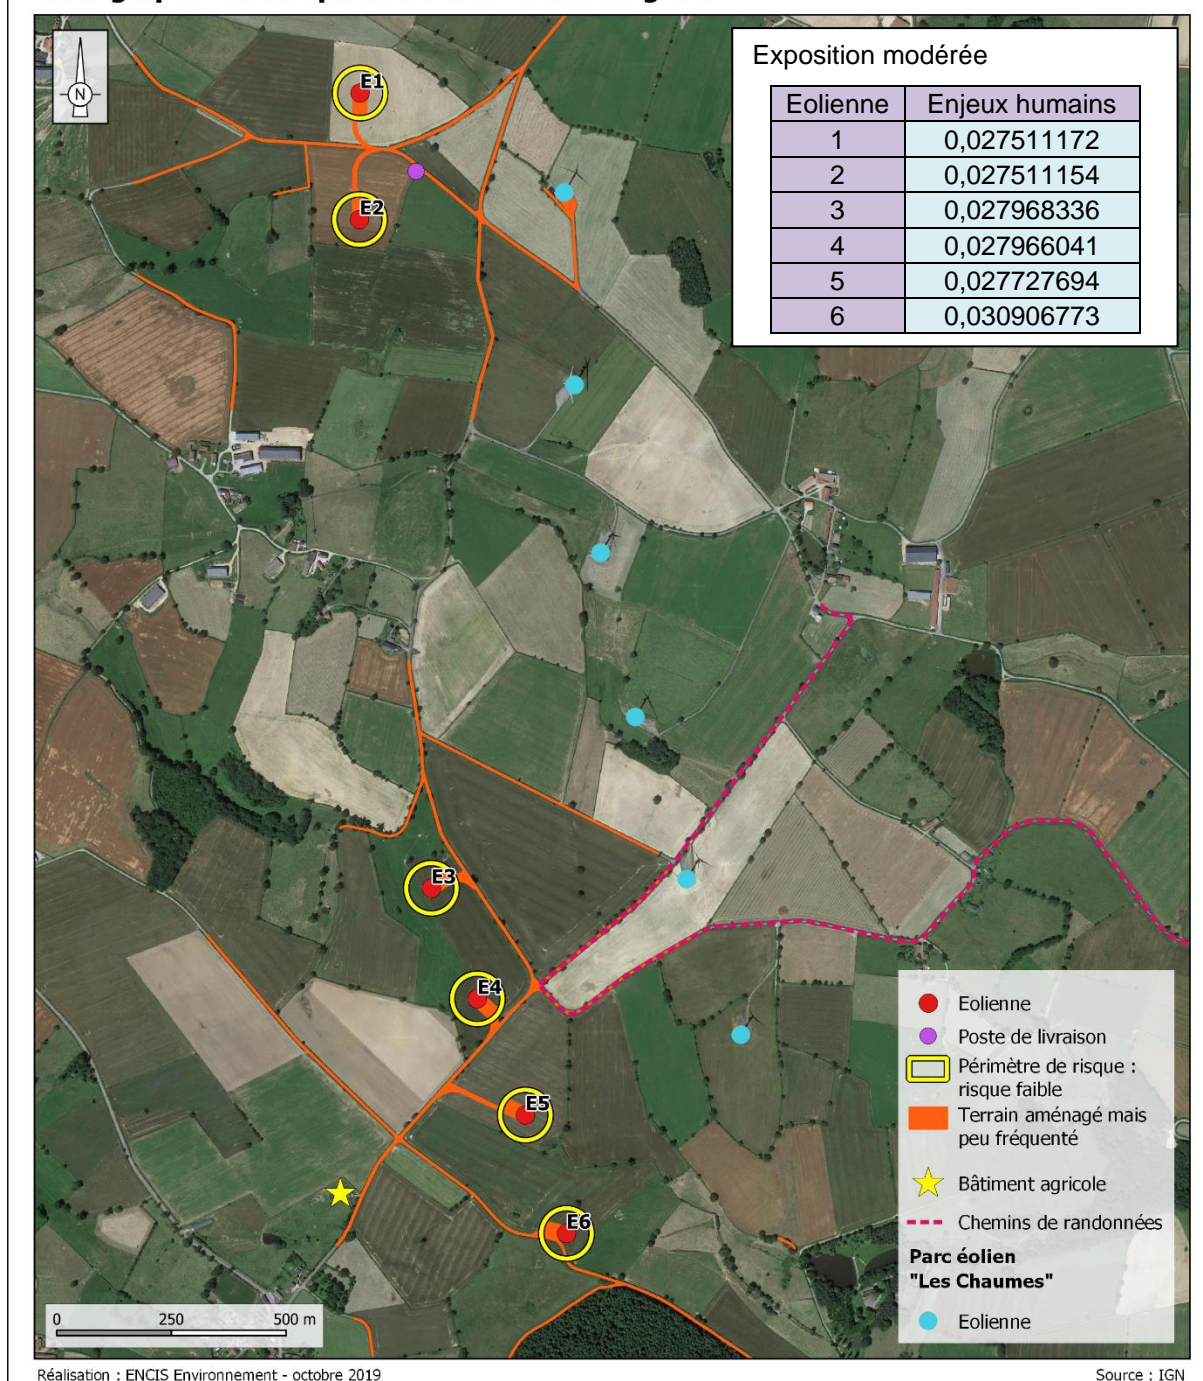 N
E1
E2
E3
E4
E5
E6
Exposition modérée
Eolienne Enjeux humains
1 0,027511172
2 0,027511154
3 0,027968336
4 0,027966041
5 0,027727694
6 0,030906773
Eolienne
Poste de livraison
Périmètre de risque :
risque faible
Terrain aménagé mais
peu fréquenté
Bâtiment agricole
Chemins de randonnées
Parc éolien
"Les Chaumes"
Eolienne
0 250 500 m
Réalisation : ENCIS Environnement - octobre 2019
Source : IGN